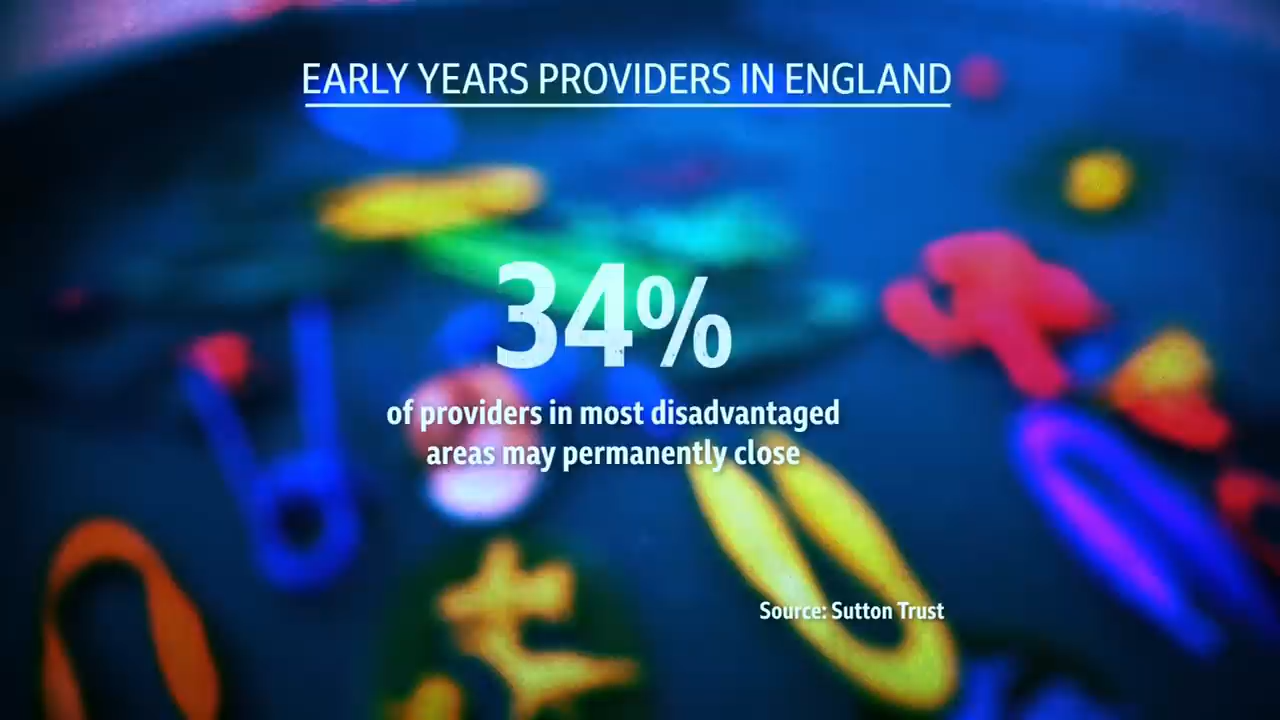 EARLY YEARS PROVIDERS IN ENGLAND
34%
of providers in most disadvantaged
areas may permanently close
Source: Sutton Trust